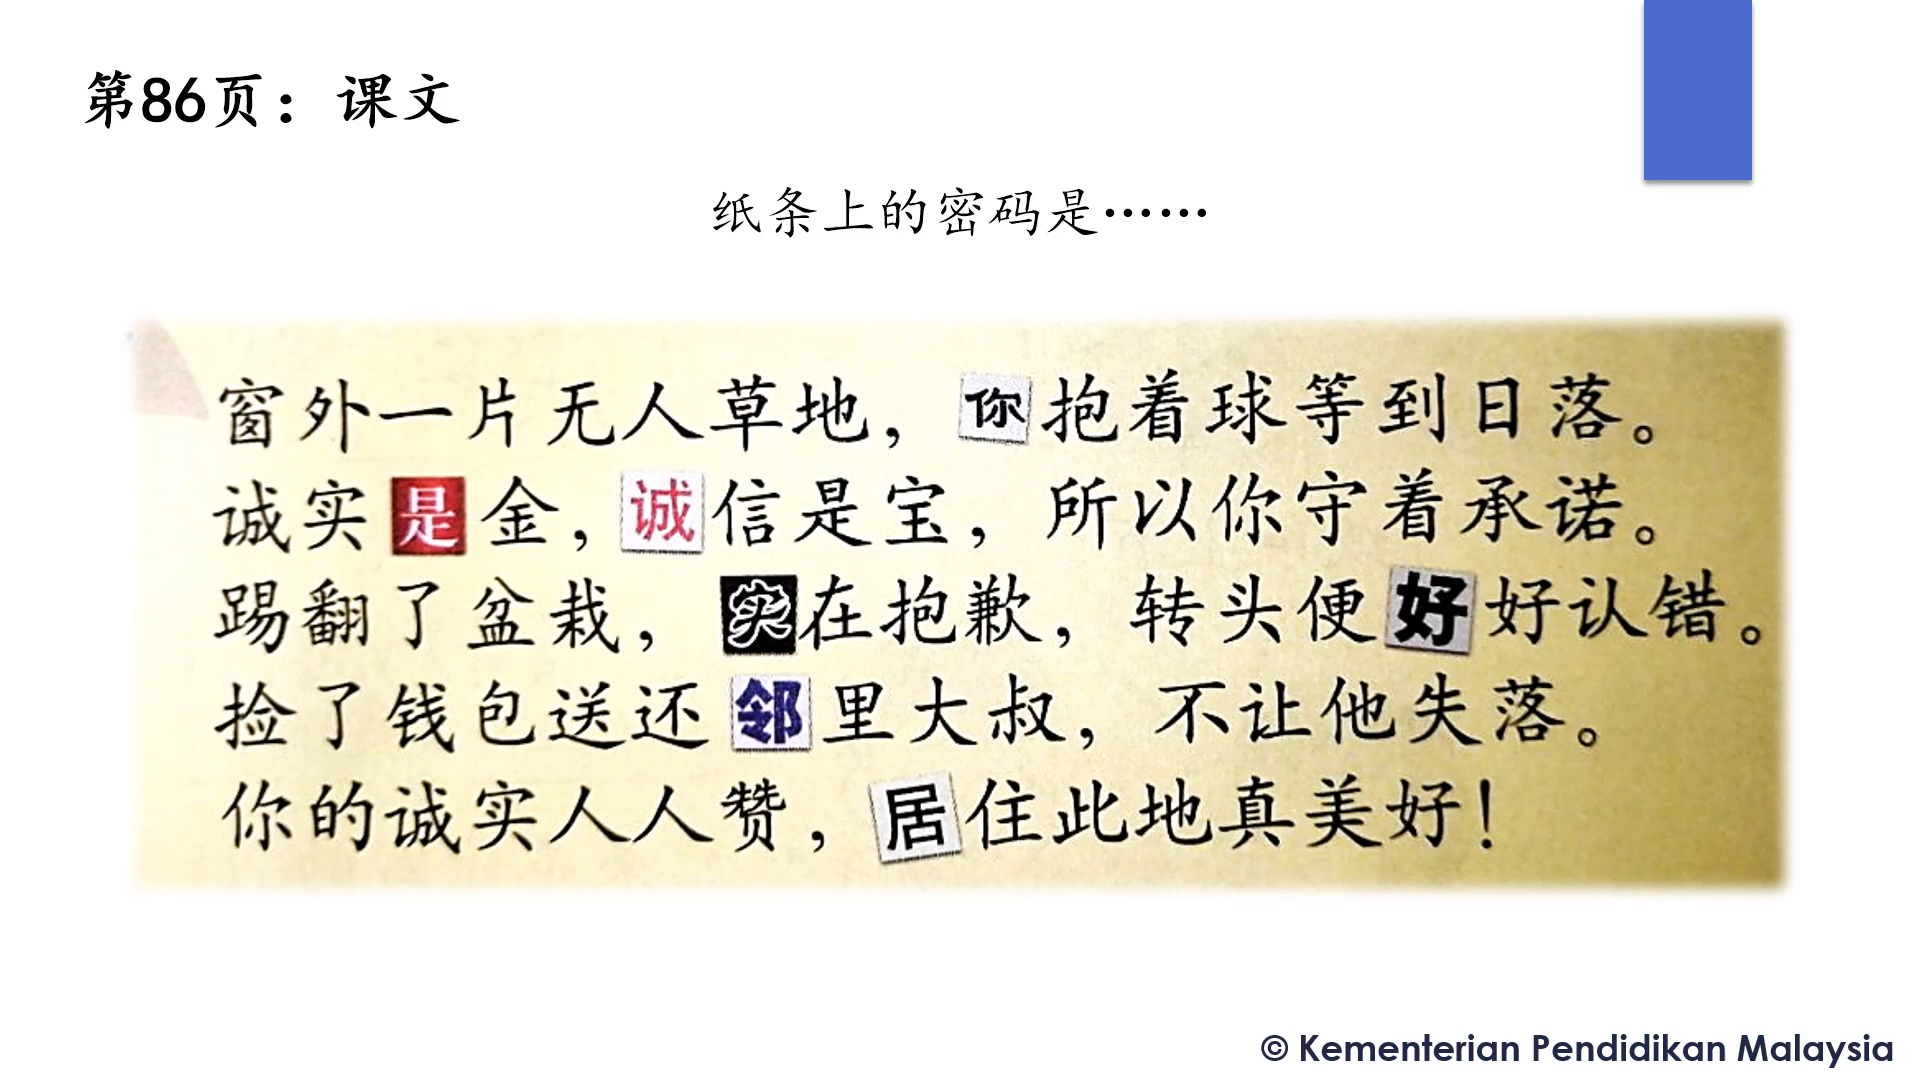 第86页：课文
纸条上的密码是……
窗外一片无人草地，你抱着球等到日落。
诚实是金，诚信是宝，所以你守着承诺。
踢翻了盆栽，实在抱歉，转头便好好认错。
捡了钱包送还邻里大叔，不让他失落。
你的诚实人人赞，居住此地真美好！
© Kementerian Pendidikan Malaysia